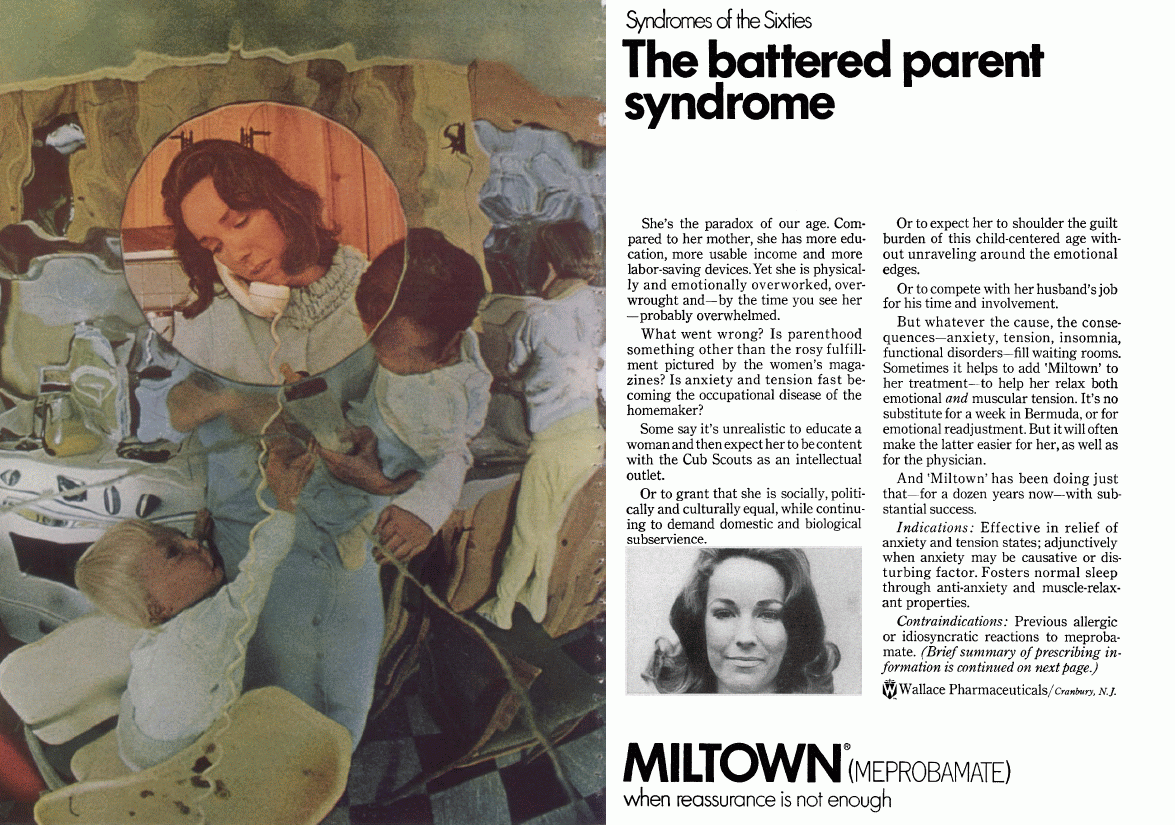 Syndromes of the Sixties
The battered parent
syndrome
She's the paradox of our age. Com-
pared to her mother, she has more edu-
cation, more usable income and more
labor-saving devices. Yet she is physical-
ly and emotionally overworked, over-
wrought and—by the time you see her
—probably overwhelmed.
What went wrong? Is parenthood
something other than the rosy fulfill-
ment pictured by the women's maga-
zines? Is anxiety and tension fast be-
coming the occupational disease of the
homemaker?
Some say it's unrealistic to educate a
woman and then expect her to be content
with the Cub Scouts as an intellectual
outlet.
Or to grant that she is socially, politi-
cally and culturally equal, while continu-
ing to demand domestic and biological
subservience.
Or to expect her to shoulder the guilt
burden of this child-centered age with-
out unraveling around the emotional
edges.
Or to compete with her husband's job
for his time and involvement.
But whatever the cause, the conse-
quences—anxiety, tension, insomnia,
functional disorders—fill waiting rooms.
Sometimes it helps to add 'Miltown' to
her treatment—to help her relax both
emotional and muscular tension. It's no
substitute for a week in Bermuda, or for
emotional readjustment. But it will often
make the latter easier for her, as well as
for the physician.
And 'Miltown' has been doing just
that—for a dozen years now—with sub-
stantial success.
Indications: Effective in relief of
anxiety and tension states; adjunctively
when anxiety may be causative or dis-
turbing factor. Fosters normal sleep
through anti-anxiety and muscle-relax-
ant properties.
Contraindications: Previous allergic
or idiosyncratic reactions to meproba-
mate. (Brief summary of prescribing in-
formation is continued on next page.)
W Wallace Pharmaceuticals/Cranbury, N.J.
MILTOWN® (MEPROBAMATE)
when reassurance is not enough